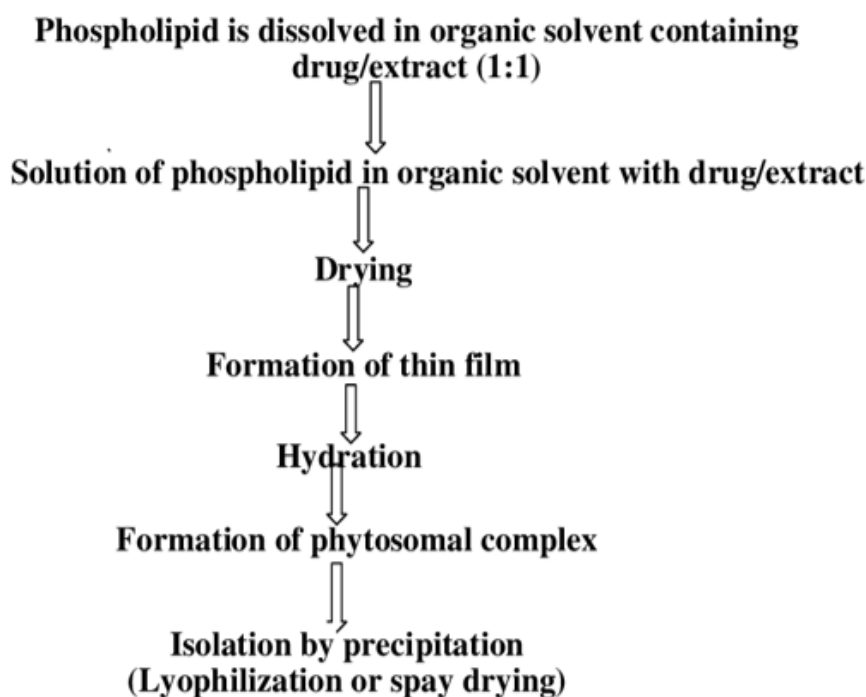 Phospholipid is dissolved in organic solvent containing
drug/extract (1:1)
Solution of phospholipid in organic solvent with drug/extract
Drying
Formation of thin film
Hydration
Formation of phytosomal complex
Isolation by precipitation
(Lyophilization or spay drying)